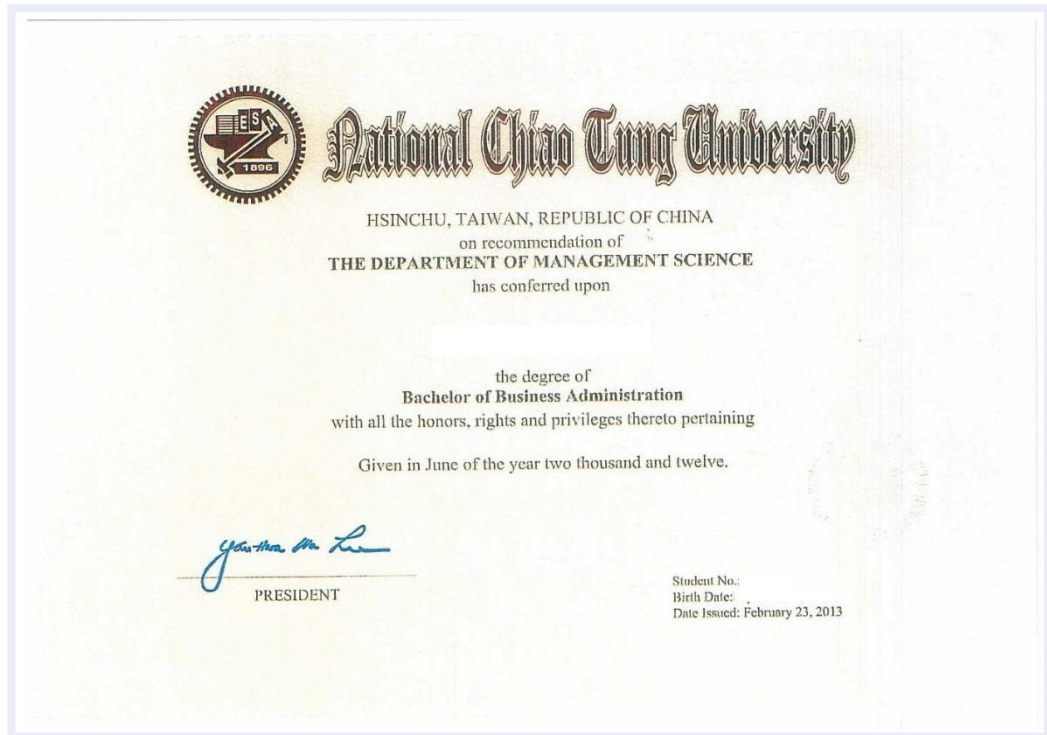 ES
1896
National Chiao Tung University
HSINCHU, TAIWAN, REPUBLIC OF CHINA
on recommendation of
THE DEPARTMENT OF MANAGEMENT SCIENCE
has conferred upon
the degree of
Bachelor of Business Administration
with all the honors, rights and privileges thereto pertaining
Given in June of the year two thousand and twelve.
PRESIDENT
Student No.:
Birth Date:
Date Issued: February 23, 2013